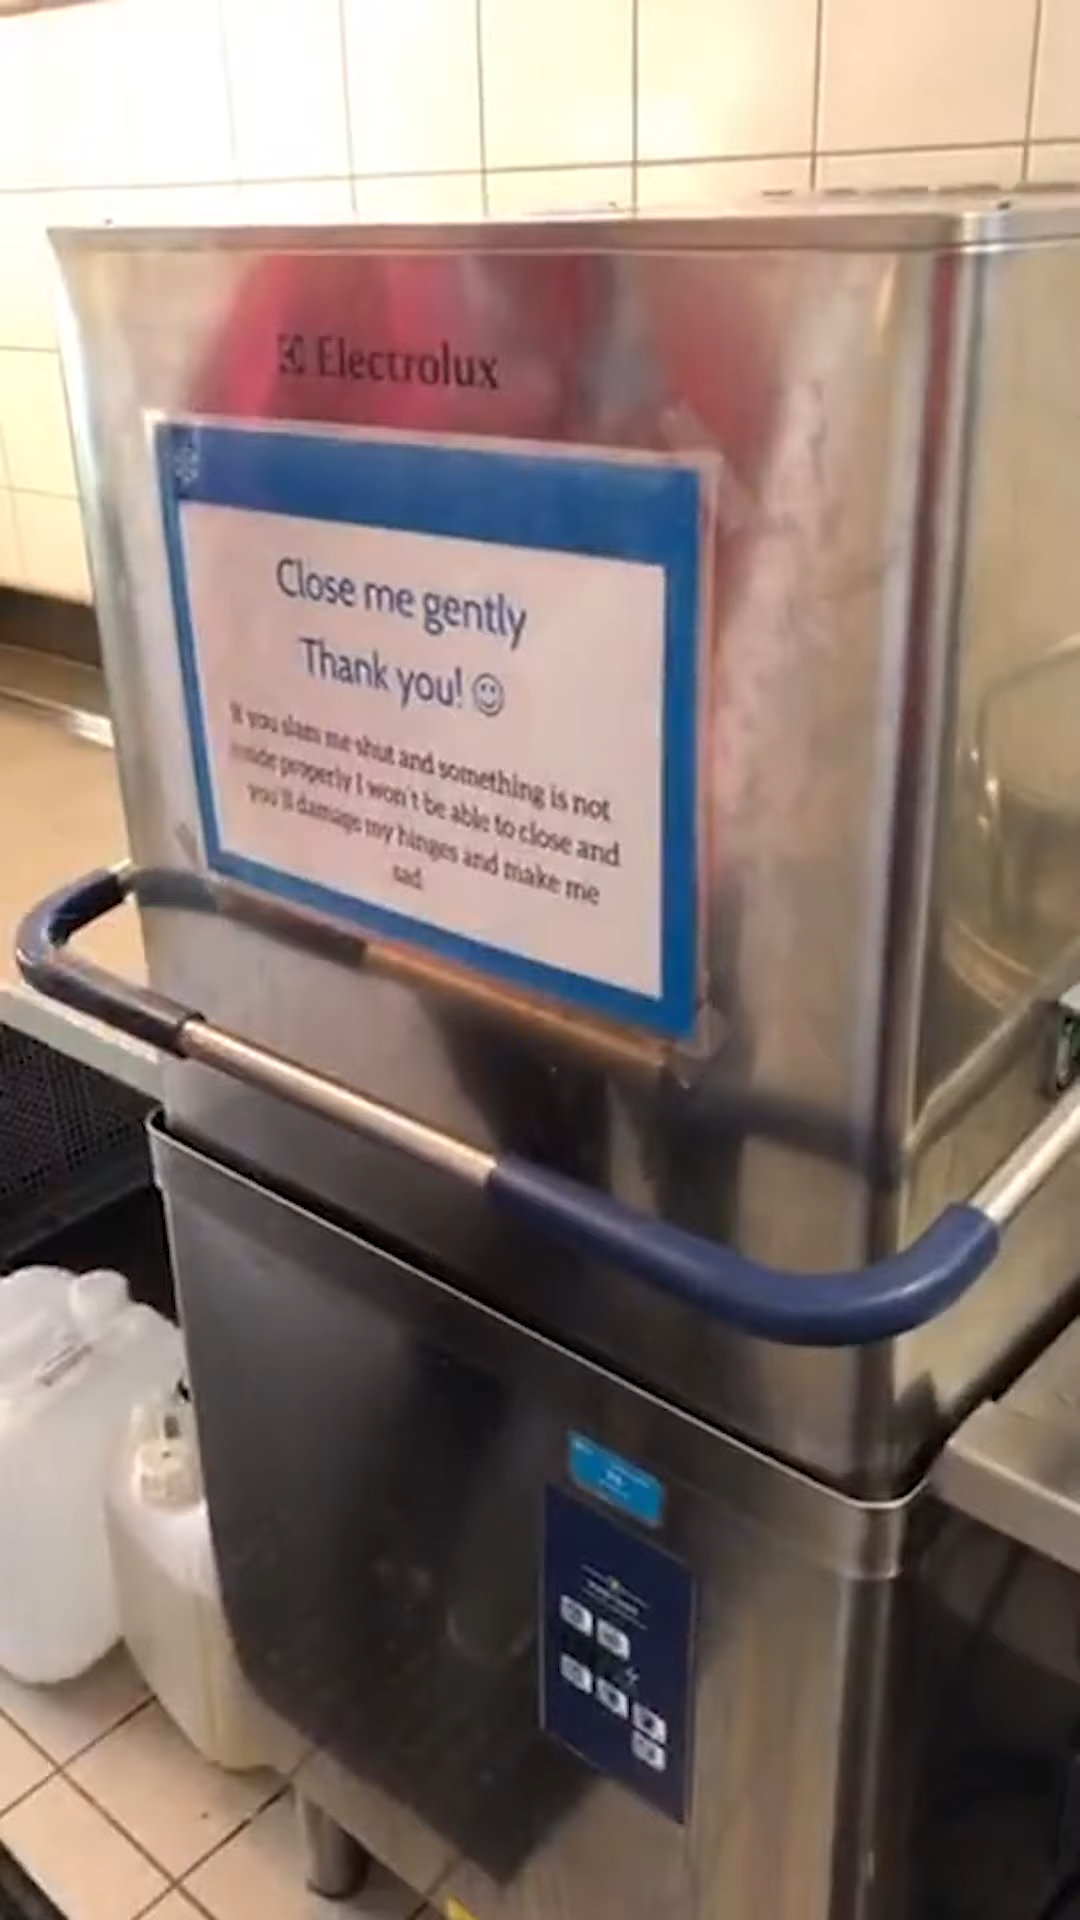 Electrolux
Close me gently
Thank you! ☺
If you slam me shut and something is not
inside properly I won't be able to close and
you'll damage my hinges and make me
sad